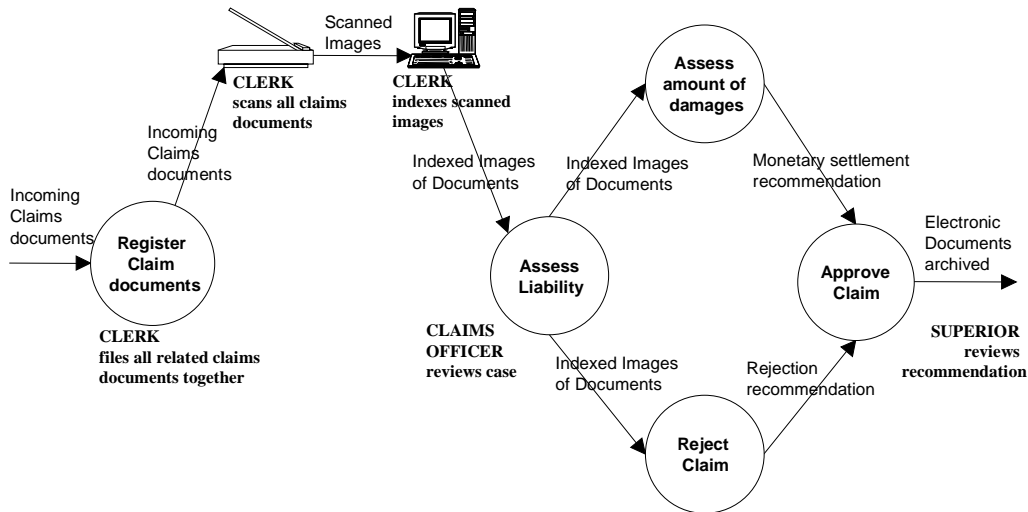 Incoming
Claims
documents
Register
Claim
documents
CLERK
files all related claims
documents together
Incoming
Claims
documents
CLERK
scans all claims
documents
Scanned
Images
CLERK
indexes scanned
images
Indexed Images
of Documents
Assess
Liability
CLAIMS
OFFICER
reviews case
Indexed Images
of Documents
Assess
amount of
damages
Monetary settlement
recommendation
Indexed Images
of Documents
Reject
Claim
Rejection
recommendation
Approve
Claim
Electronic
Documents
archived
SUPERIOR
reviews
recommendation